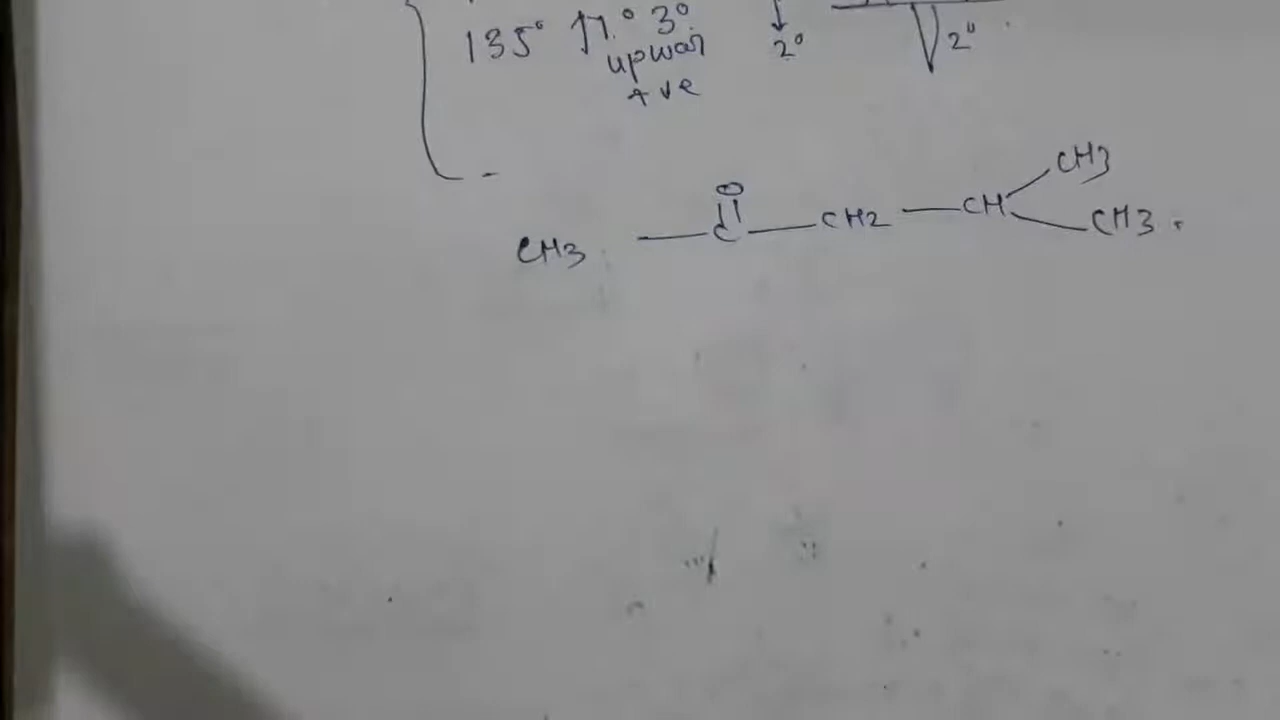 135° 1° 3° ↓ 2°
upwar 2°
+ ve
O CH3
CH3 — C — CH2 — CH CH3.